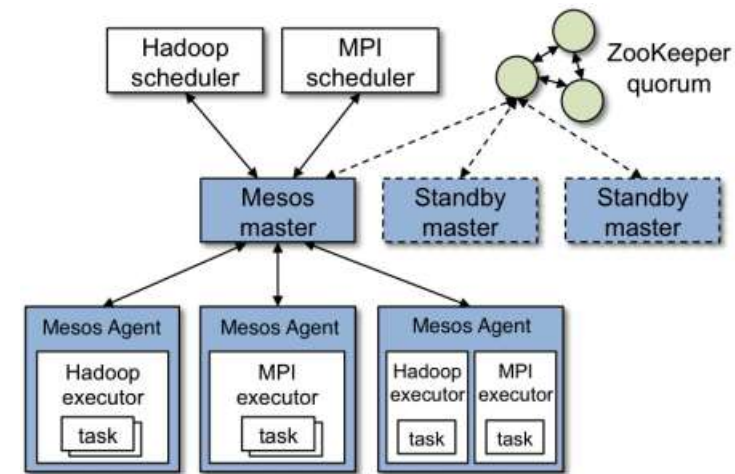 Hadoop
scheduler
MPI
scheduler
ZooKeeper
quorum
Mesos
master
Standby
master
Standby
master
Mesos Agent
Hadoop
executor
task
Mesos Agent
MPI
executor
task
Mesos Agent
Hadoop
executor
task
MPI
executor
task